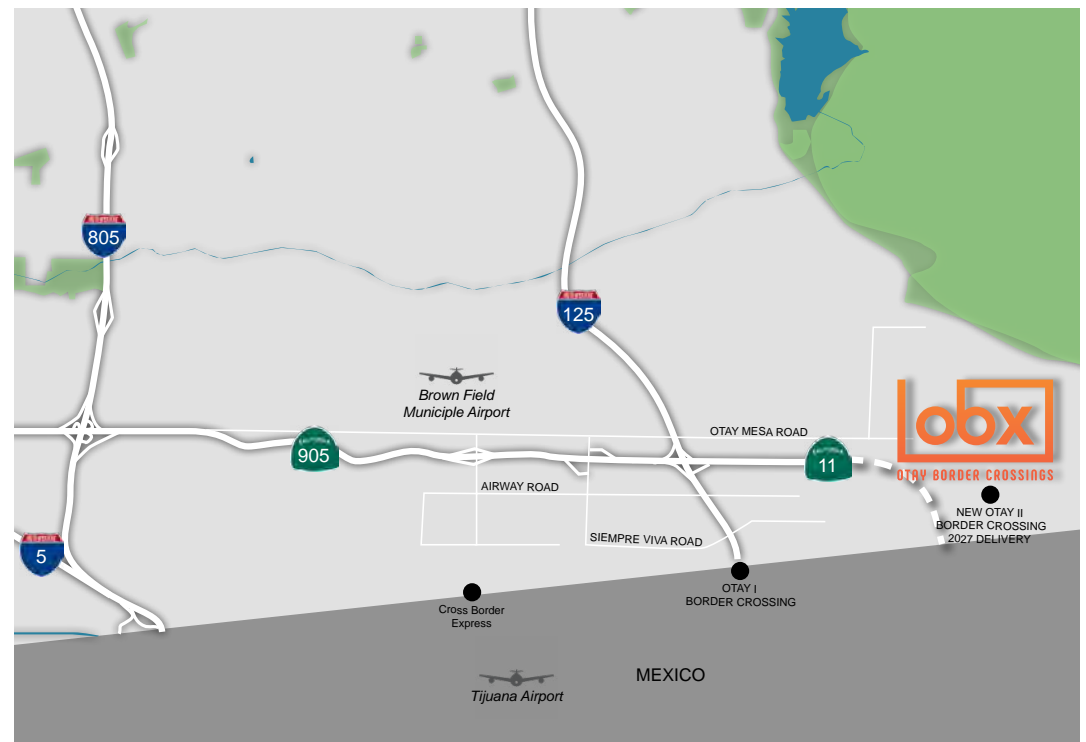 805
125
Brown Field
Municiple Airport
OTAY MESA ROAD
obx
OTAY BORDER CROSSINGS
905
11
AIRWAY ROAD
NEW OTAY II
BORDER CROSSING
2027 DELIVERY
SIEMPRE VIVA ROAD
5
OTAY I
BORDER CROSSING
Cross Border
Express
MEXICO
Tijuana Airport